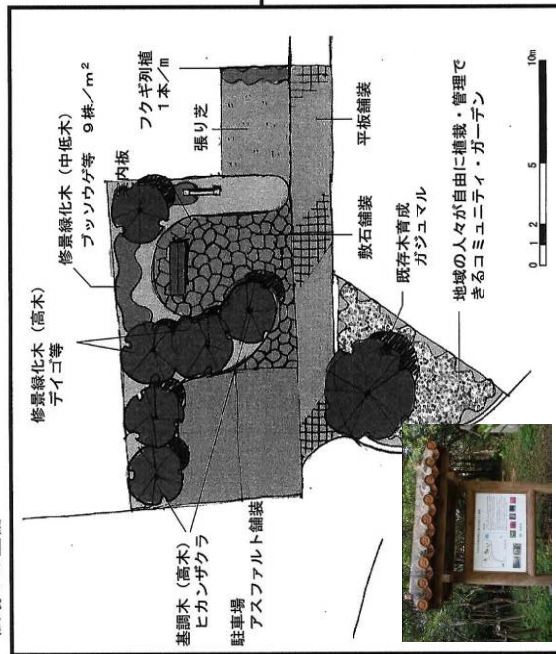 修景緑化木（高木）
デイゴ等
修景緑化木（中低木）
ブッソウゲ等　9株／m²
内板
フクギ列植
1本／m
張り芝
基調木（高木）
ヒカンザクラ
駐車場
アスファルト舗装
平板舗装
敷石舗装
既存木育成
ガジュマル
地域の人々が自由に植栽・管理で
きるコミュニティ・ガーデン
0 1 2 5 10m